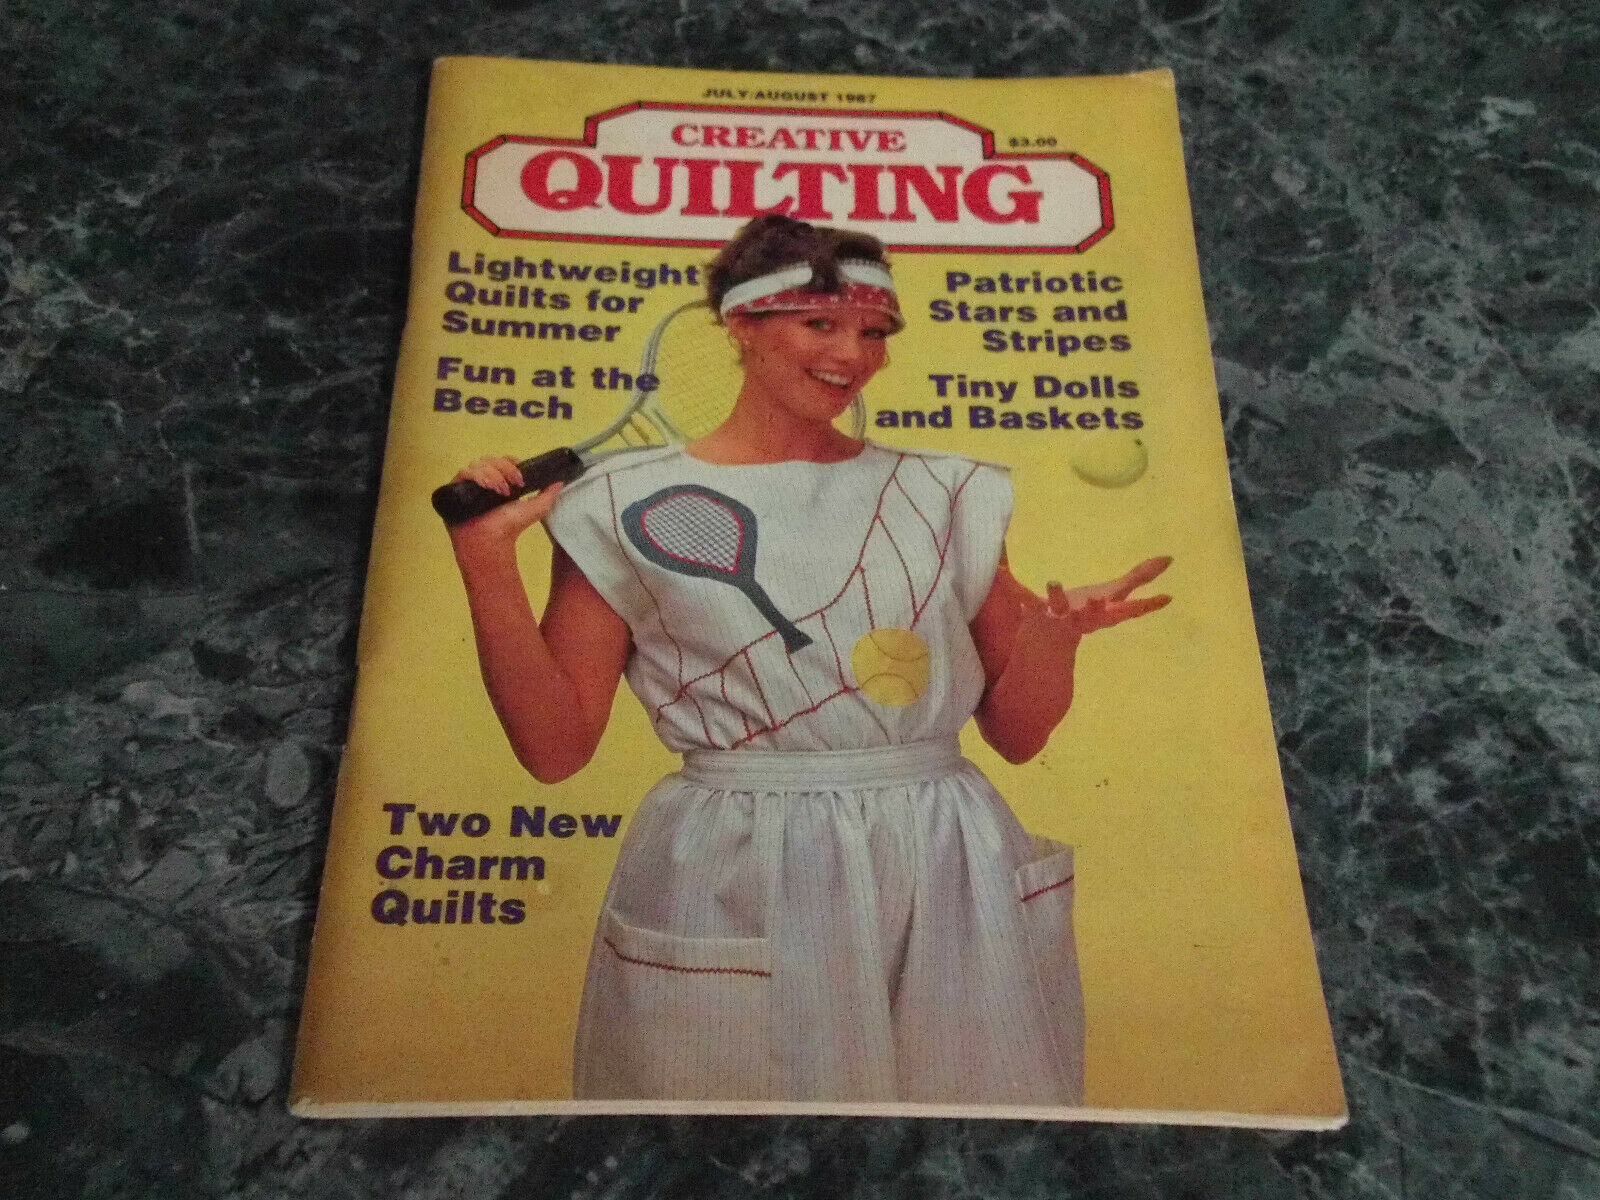 JULY/AUGUST 1987
CREATIVE
$3.00
QUILTING
Lightweight
Quilts for
Summer
Fun at the
Beach
Patriotic
Stars and
Stripes
Tiny Dolls
and Baskets
Two New
Charm
Quilts